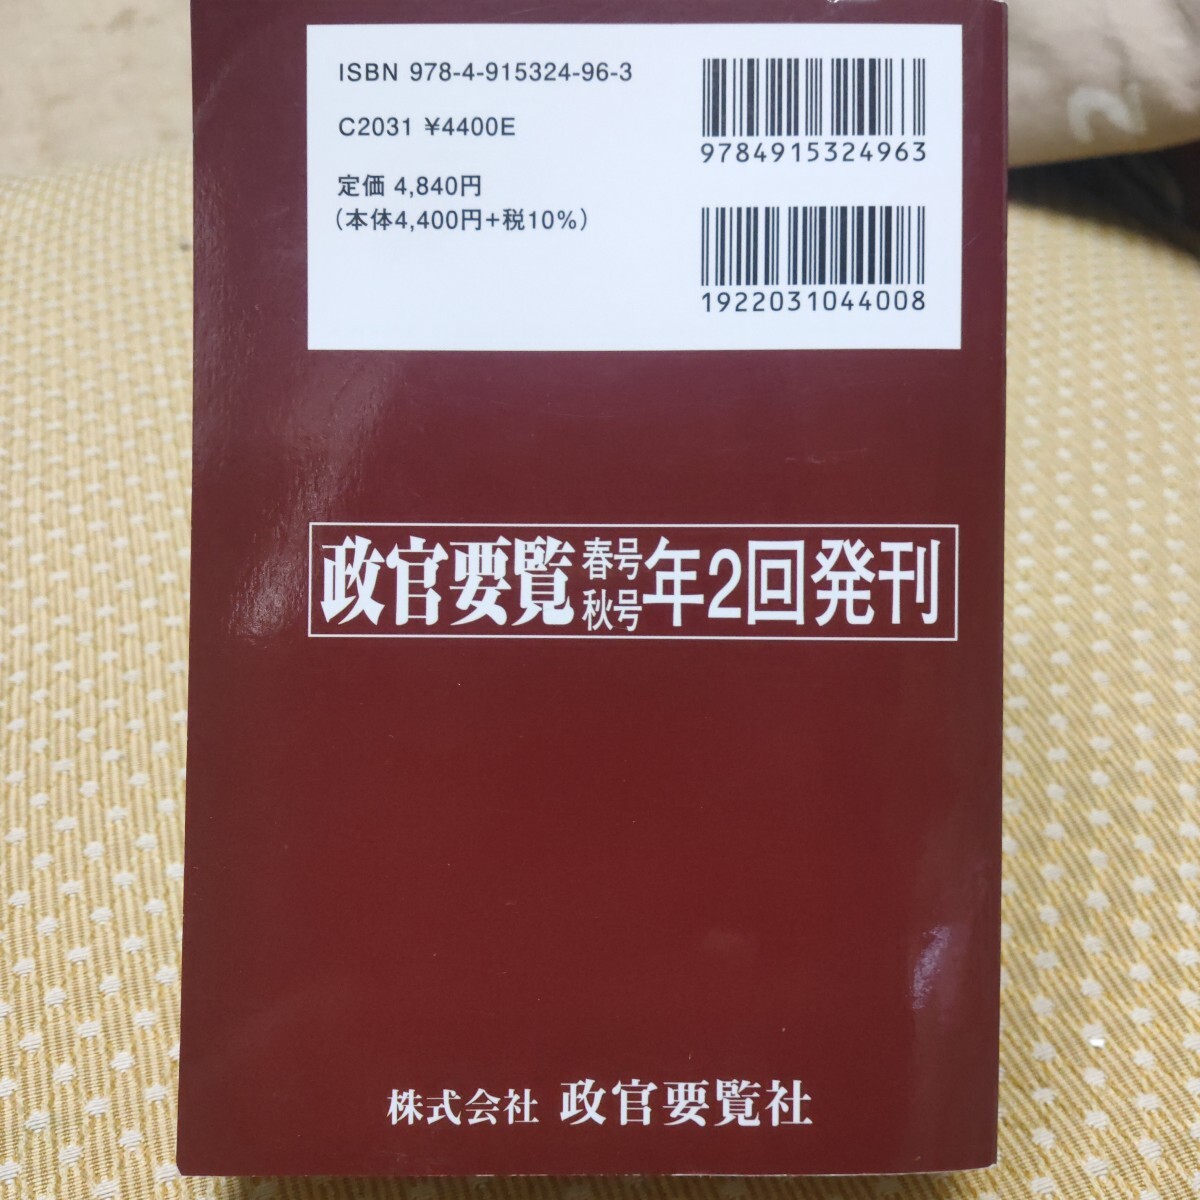 ISBN 978-4-915324-96-3
C2031 ¥4400E
定価 4,840円
（本体4,400円+税10%）
9784915324963
1922031044008
政官要覧 春号 秋号 年2回発刊
株式会社 政官要覧社